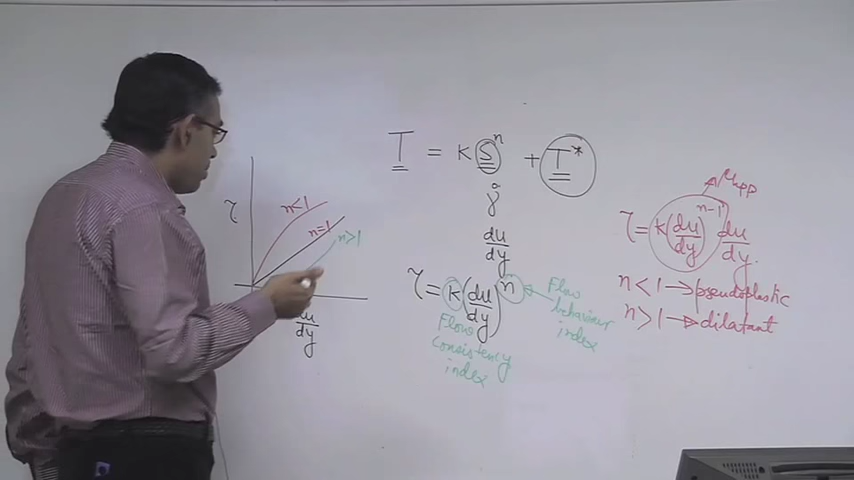 τ
n<1
n=1
n>1
du
dy
T = K S^n + T*
γ̇
du
dy
τ = K (du/dy)^n
Flow
consistency
index
Flow
behaviour
index
μapp
τ = K (du/dy)^n-1 du/dy.
n < 1 → pseudoplastic
n > 1 → dilatant